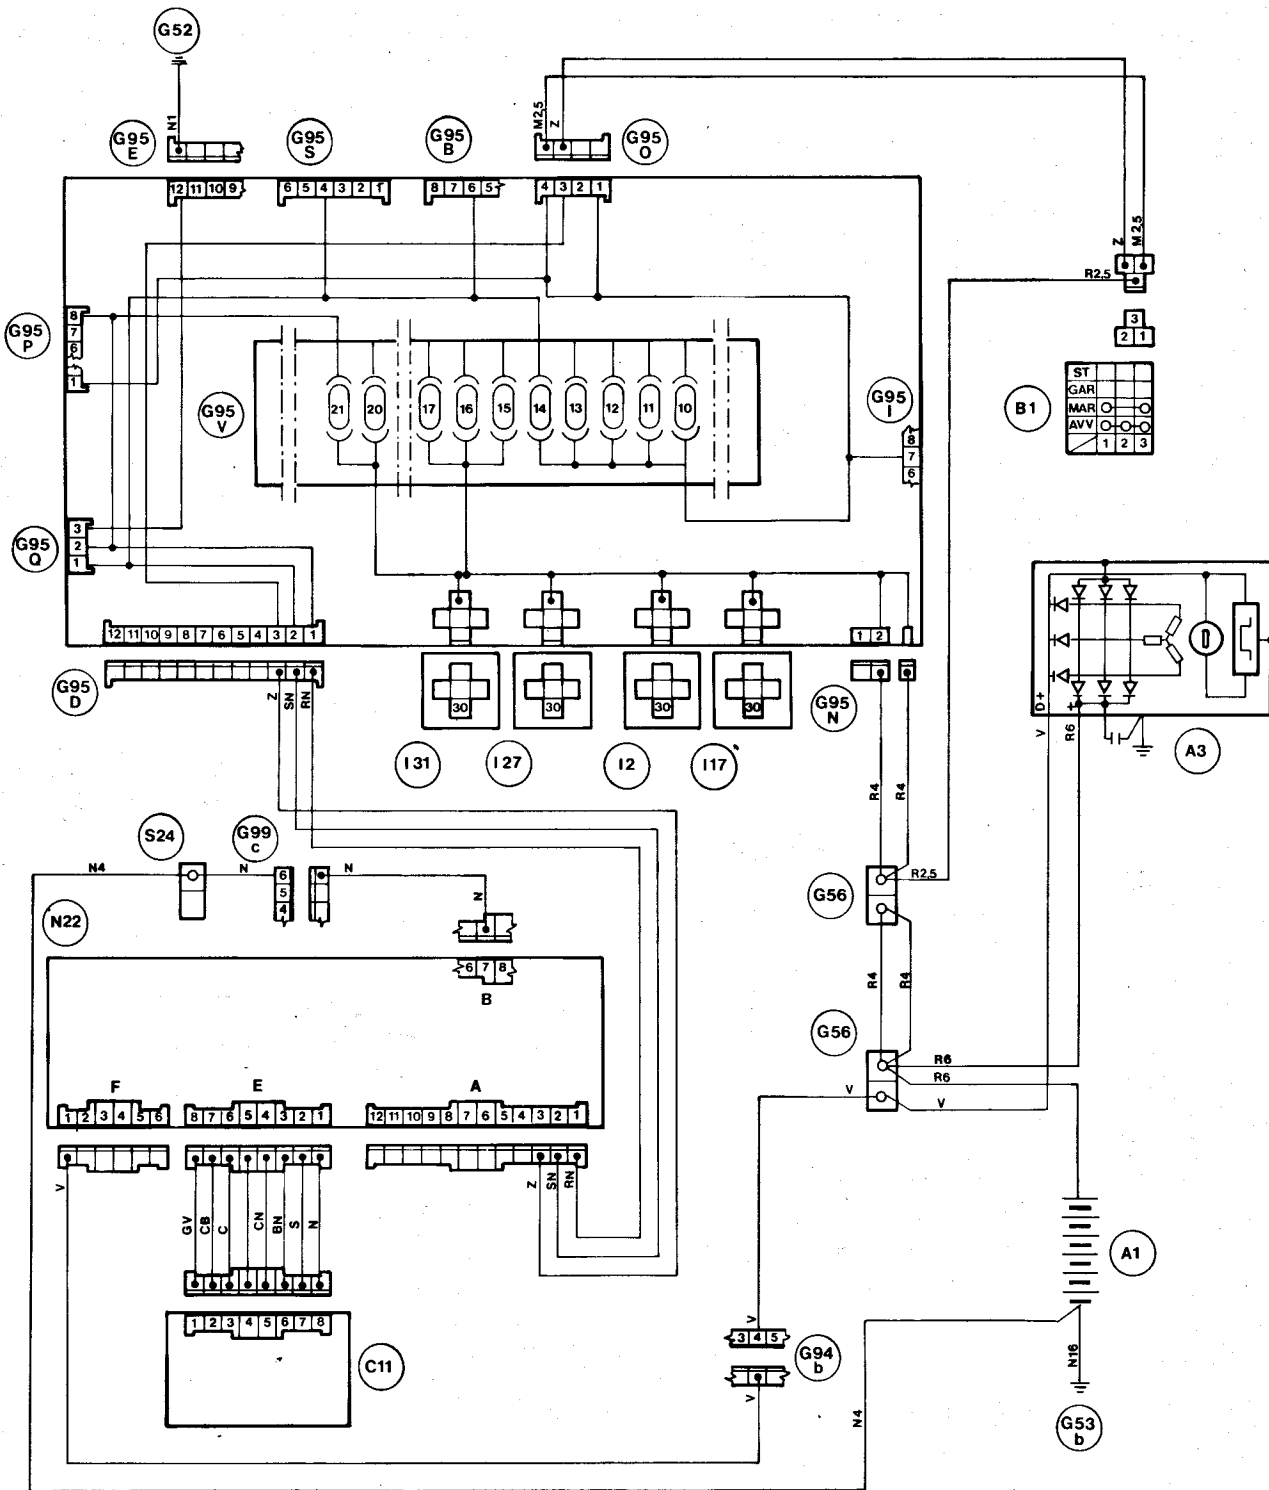 G52
N1
M2,5
Z
G95
E
G95
S
G95
B
G95
O
12 11 10 9
6 5 4 3 2 1
8 7 6 5
4 3 2 1
Z
M2,5
R2,5
3
2 1
G95
P
8
7
6
1
G95
V
21 20 17 16 15 14 13 12 11 10
G95
I
8
7
6
B1
ST
GAR
MAR
AVV
1 2 3
G95
Q
3
2
1
12 11 10 9 8 7 6 5 4 3 2 1
1 2
G95
D
Z
SN
RN
30
30
30
30
G95
N
I31
I27
I2
I17
D+
+
V
R6
A3
R4
R4
S24
G99
c
N4
N
6
5
4
N
N
R2,5
G56
N22
6 7 8
B
R4
R4
G56
R6
R6
V
V
F
E
A
1 2 3 4 5 6
8 7 6 5 4 3 2 1
12 11 10 9 8 7 6 5 4 3 2 1
V
GV
CB
C
CN
BN
S
N
Z
SN
RN
1 2 3 4 5 6 7 8
C11
V
3 4 5
G94
b
V
A1
N16
N4
G53
b